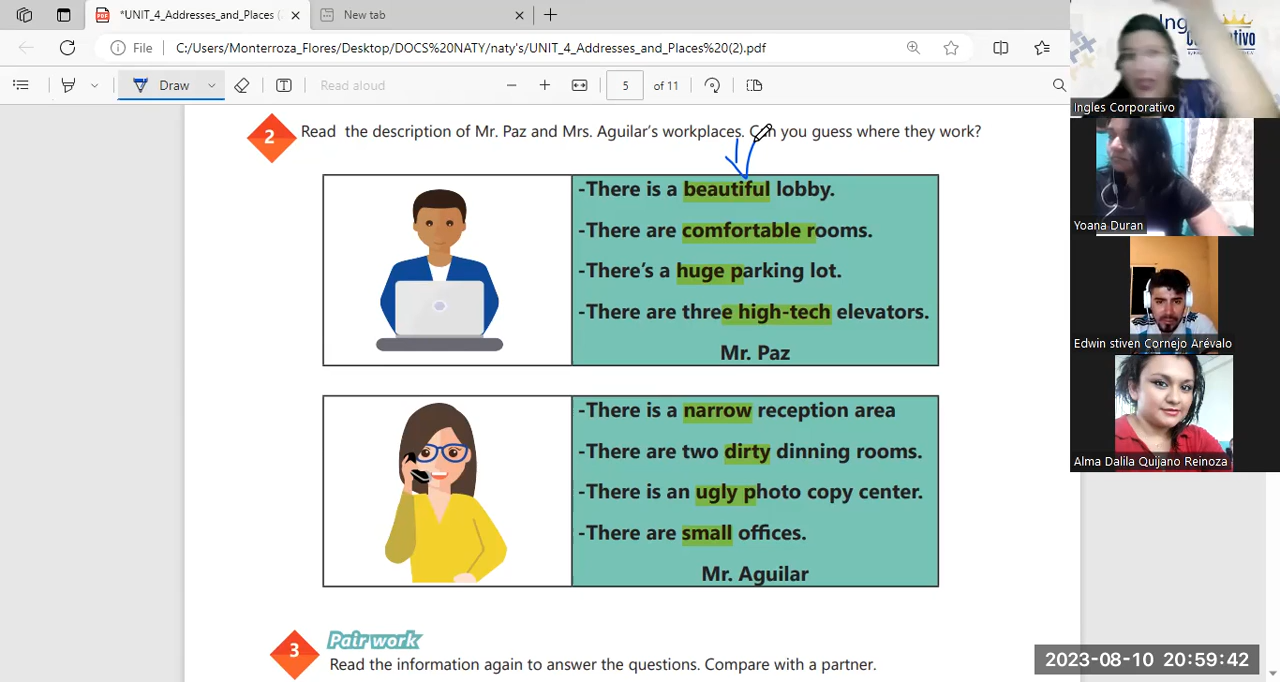 *UNIT_4_Addresses_and_Places (
New tab
File
C:/Users/Monterroza_Flores/Desktop/DOCS%20NATY/naty's/UNIT_4_Addresses_and_Places%20(2).pdf
Draw
Read aloud
5 of 11
2
Read the description of Mr. Paz and Mrs. Aguilar's workplaces. Can you guess where they work?
-There is a beautiful lobby.
-There are comfortable rooms.
-There's a huge parking lot.
-There are three high-tech elevators.
Mr. Paz
-There is a narrow reception area
-There are two dirty dinning rooms.
-There is an ugly photo copy center.
-There are small offices.
Mr. Aguilar
3
Pair work
Read the information again to answer the questions. Compare with a partner.
Ingles Corporativo
Yoana Duran
Edwin stiven Cornejo Arévalo
Alma Dalila Quijano Reinoza
2023-08-10 20:59:42